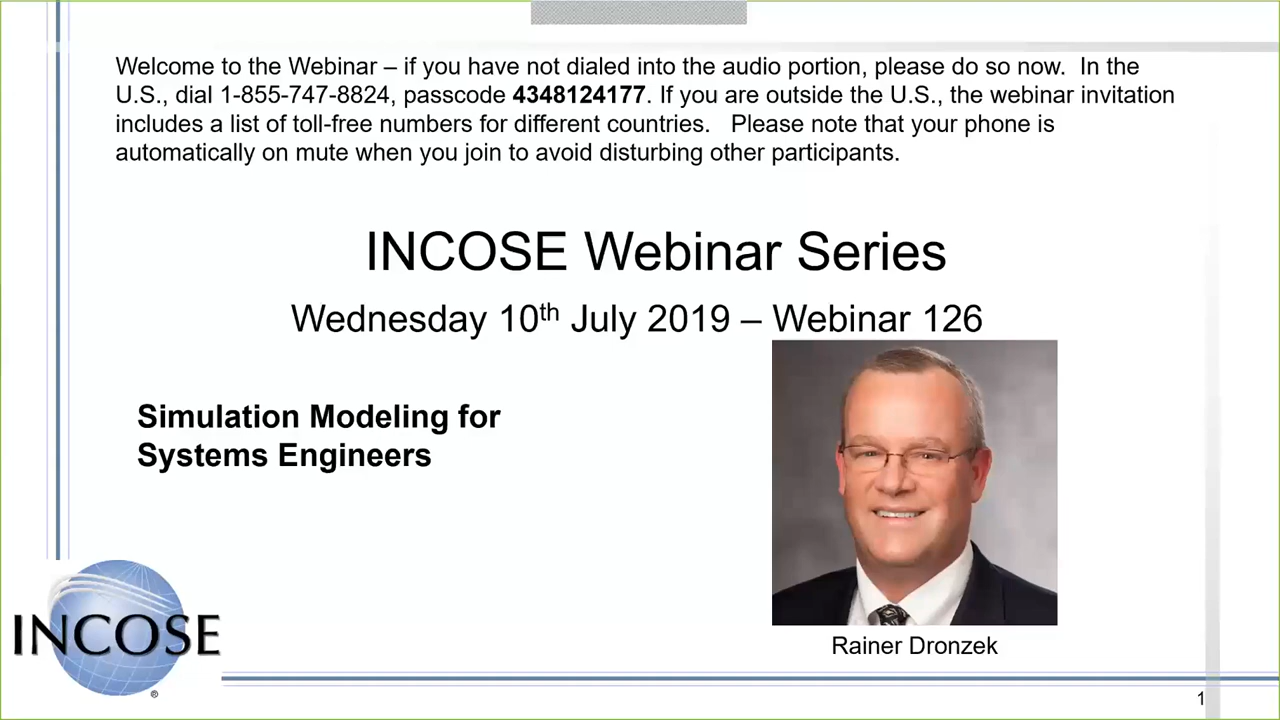 Welcome to the Webinar – if you have not dialed into the audio portion, please do so now.  In the
U.S., dial 1-855-747-8824, passcode 4348124177. If you are outside the U.S., the webinar invitation
includes a list of toll-free numbers for different countries.   Please note that your phone is
automatically on mute when you join to avoid disturbing other participants.
INCOSE Webinar Series
Wednesday 10th July 2019 – Webinar 126
Simulation Modeling for
Systems Engineers
INCOSE
®
Rainer Dronzek
1